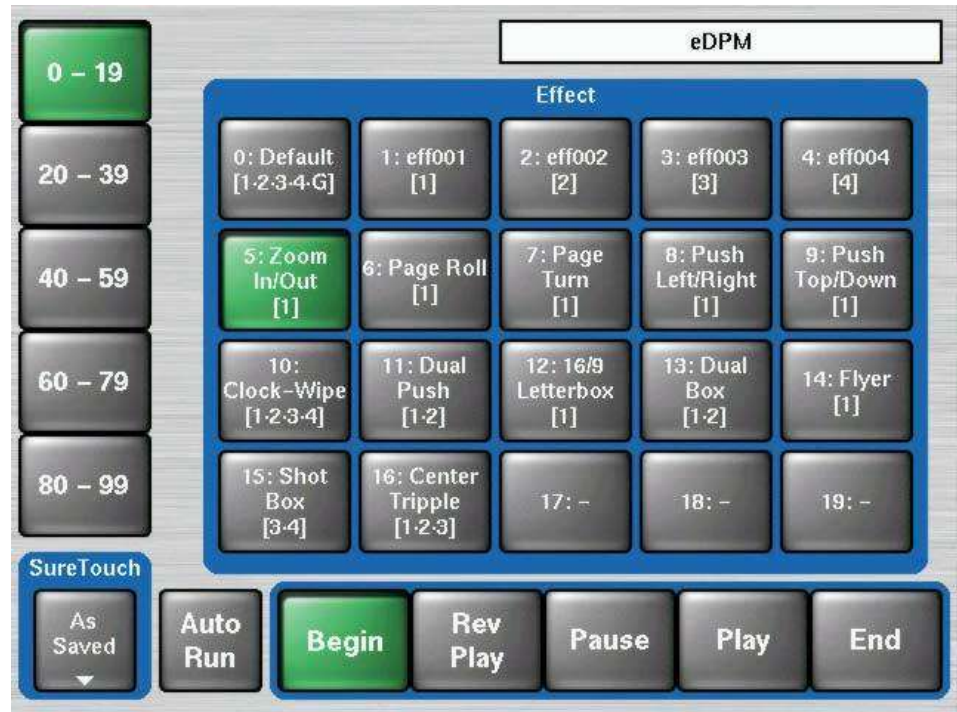 eDPM
0 – 19
20 – 39
40 – 59
60 – 79
80 – 99
Effect
0: Default
[1·2·3·4·G]
1: eff001
[1]
2: eff002
[2]
3: eff003
[3]
4: eff004
[4]
5: Zoom
In/Out
[1]
6: Page Roll
[1]
7: Page
Turn
[1]
8: Push
Left/Right
[1]
9: Push
Top/Down
[1]
10:
Clock–Wipe
[1·2·3·4]
11: Dual
Push
[1·2]
12: 16/9
Letterbox
[1]
13: Dual
Box
[1·2]
14: Flyer
[1]
15: Shot
Box
[3·4]
16: Center
Tripple
[1·2·3]
17: –
18: –
19: –
SureTouch
As
Saved
Auto
Run
Begin
Rev
Play
Pause
Play
End